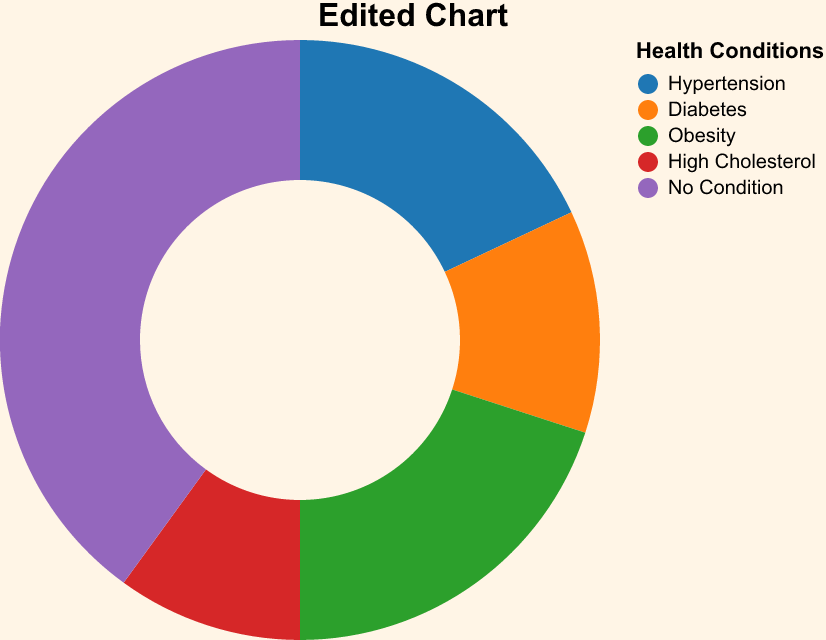 Edited Chart
Health Conditions
Hypertension
Diabetes
Obesity
High Cholesterol
No Condition